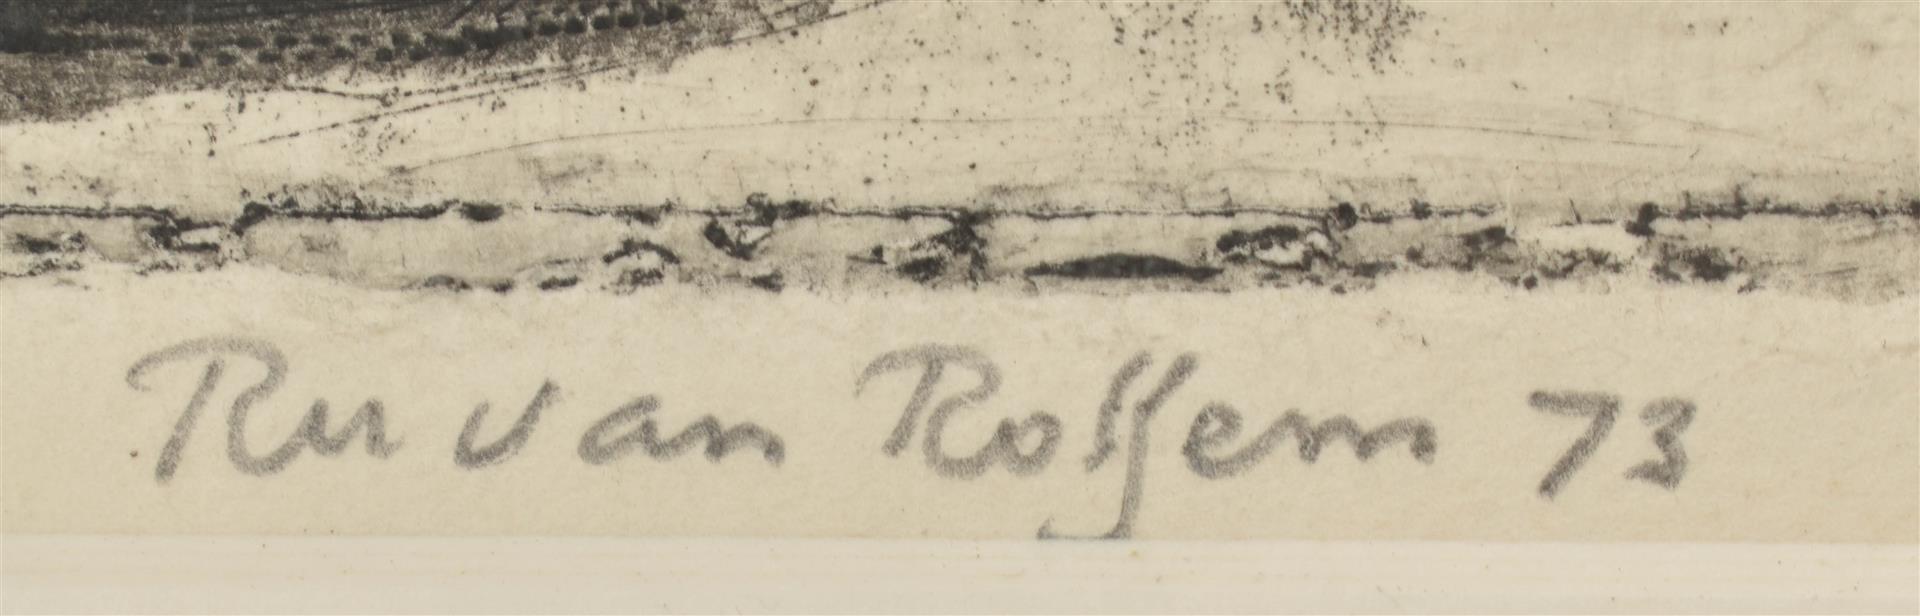 Ru van Rossem 73